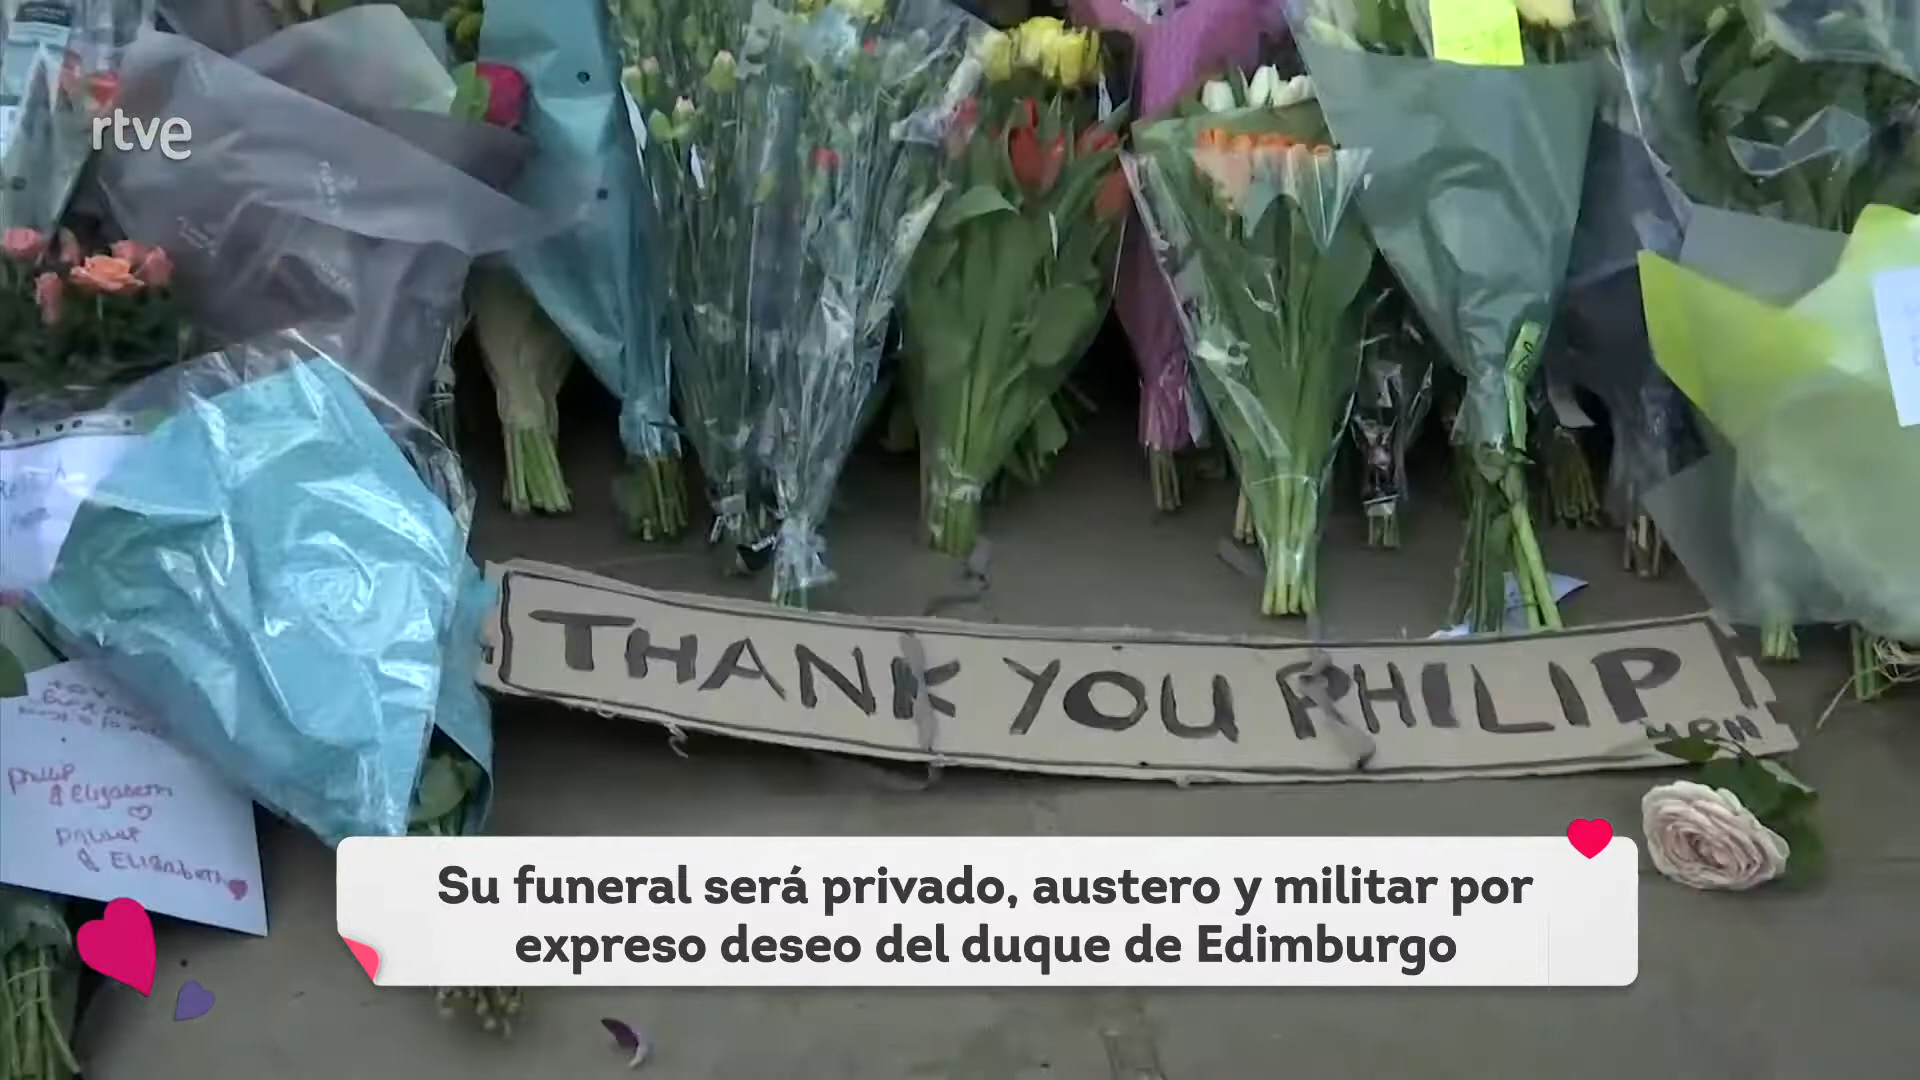 rtve
THANK YOU PHILIP
Philip
& Elizabeth
PHILIP
& ELIZABETH
Su funeral será privado, austero y militar por
expreso deseo del duque de Edimburgo